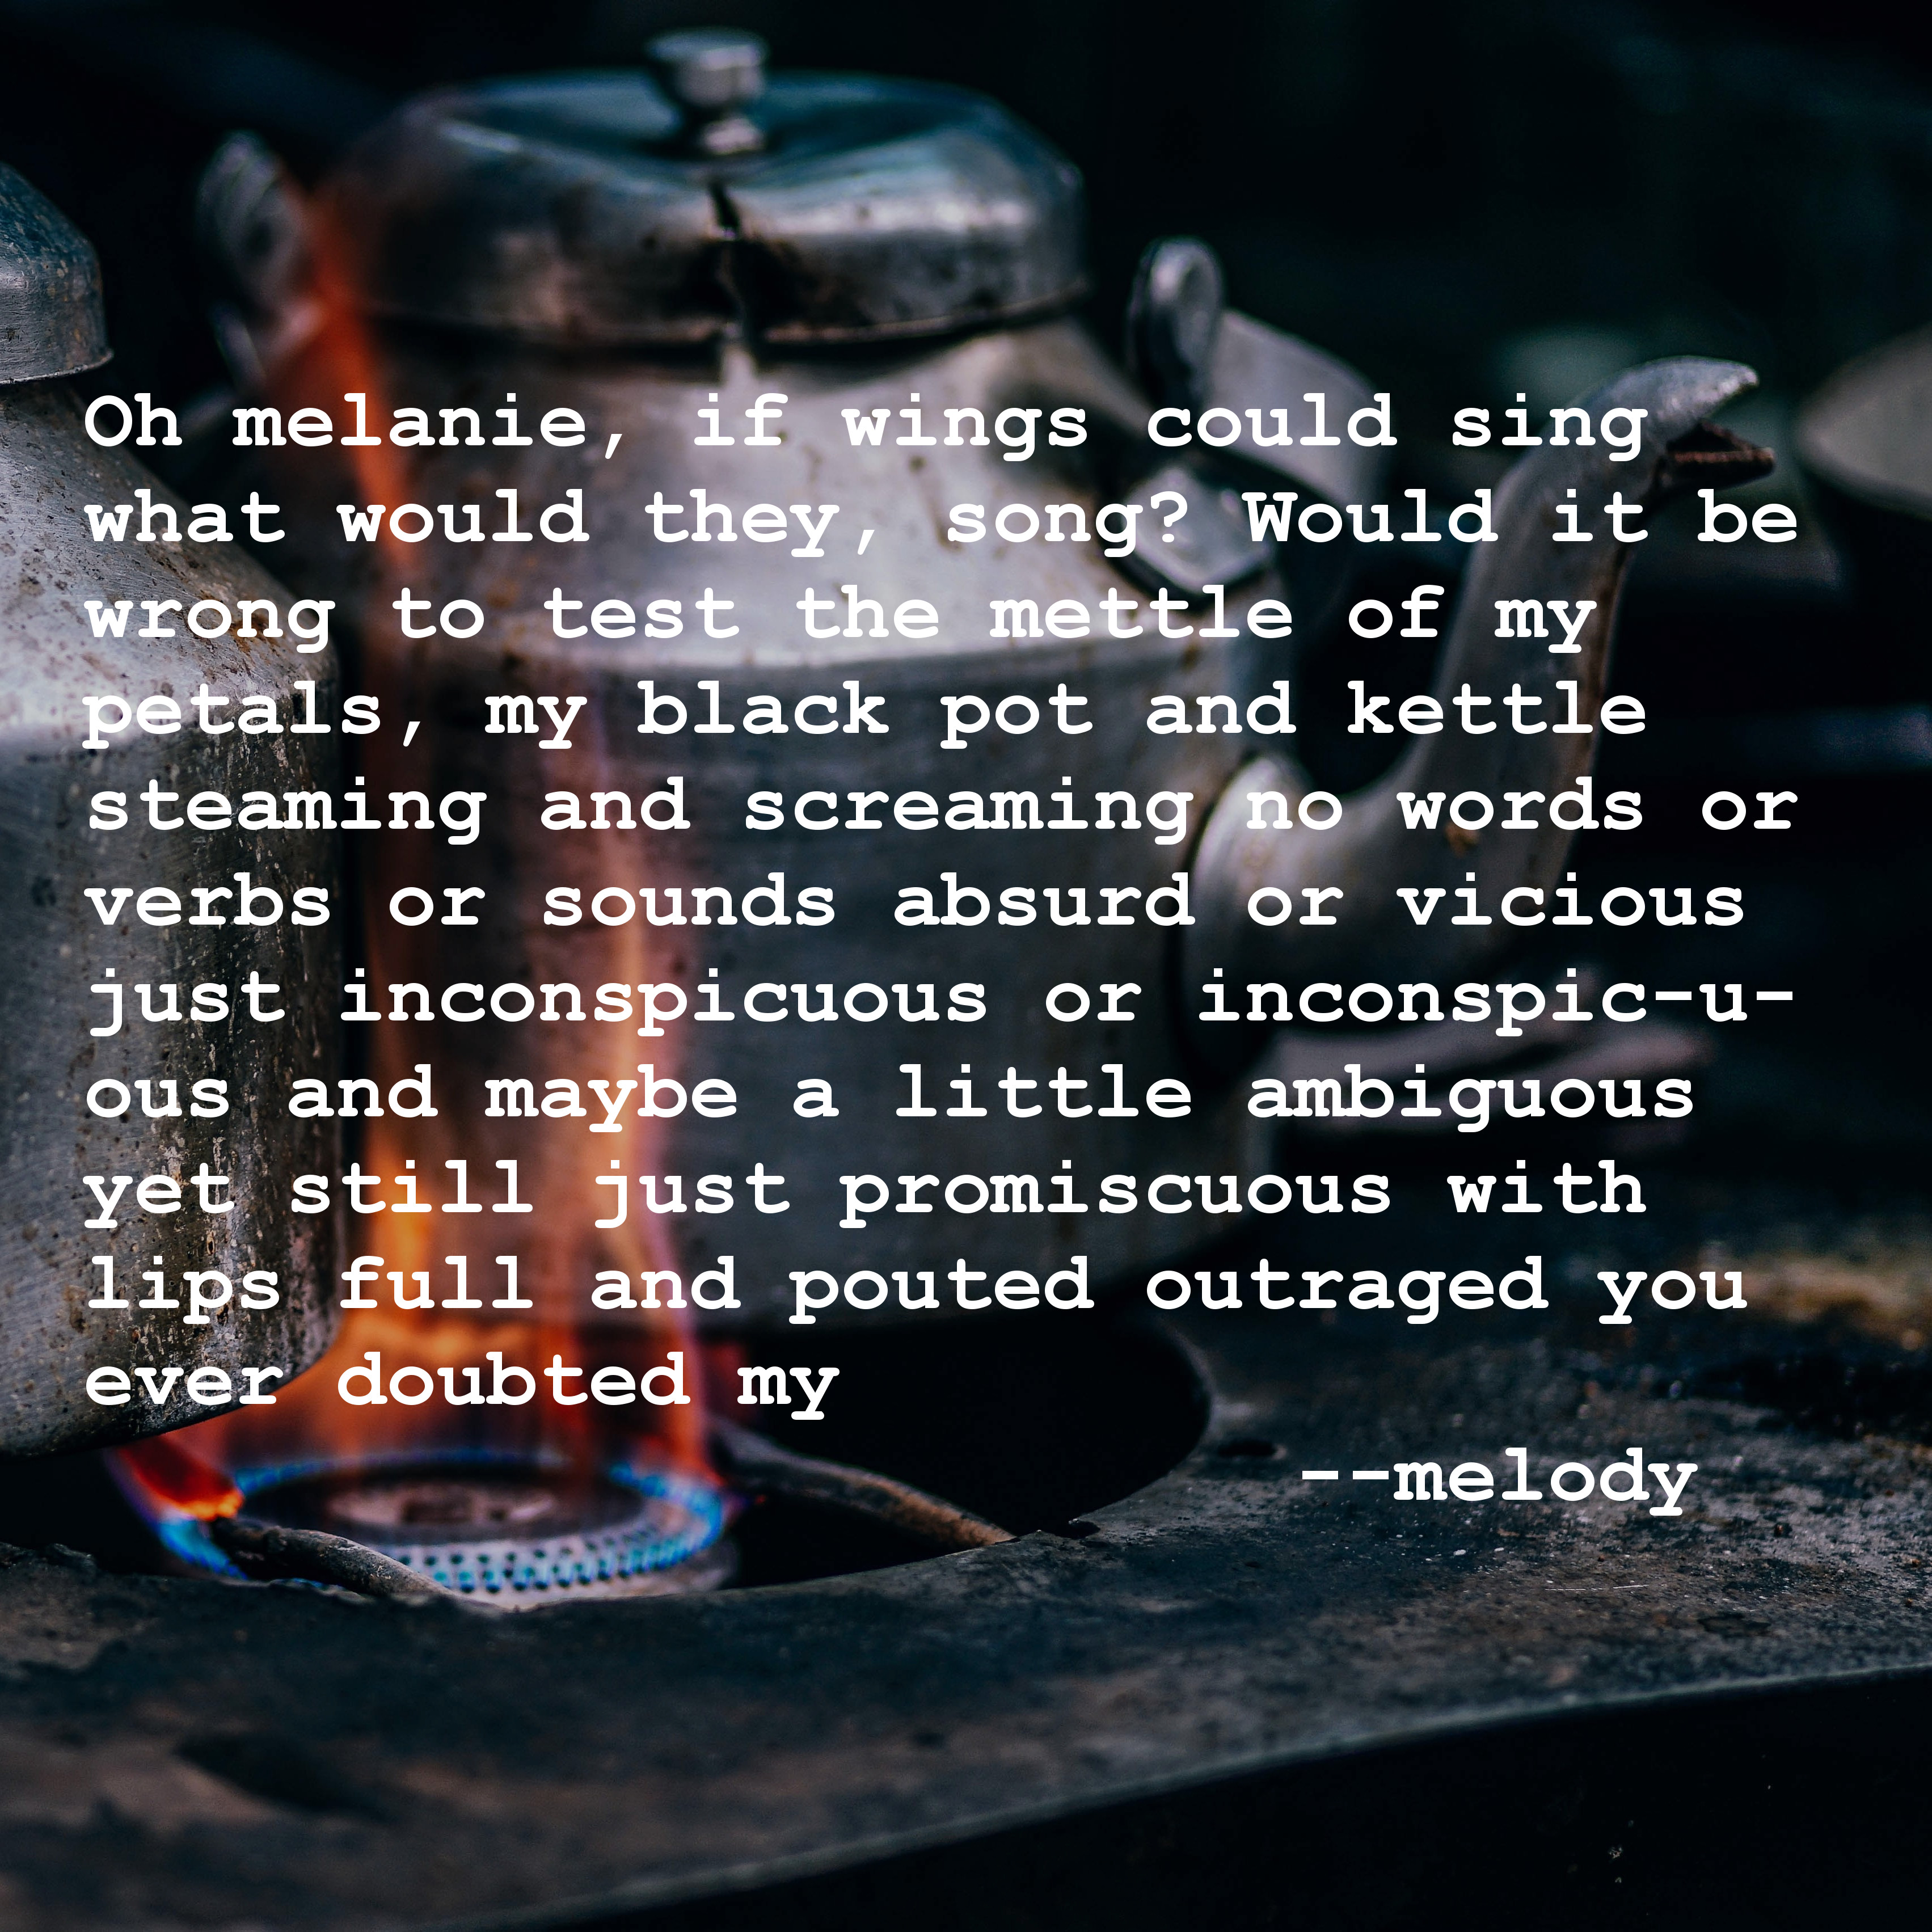 Oh melanie, if wings could sing
what would they, song? Would it be
wrong to test the mettle of my
petals, my black pot and kettle
steaming and screaming no words or
verbs or sounds absurd or vicious
just inconspicuous or inconspic-u-
ous and maybe a little ambiguous
yet still just promiscuous with
lips full and pouted outraged you
ever doubted my
--melody